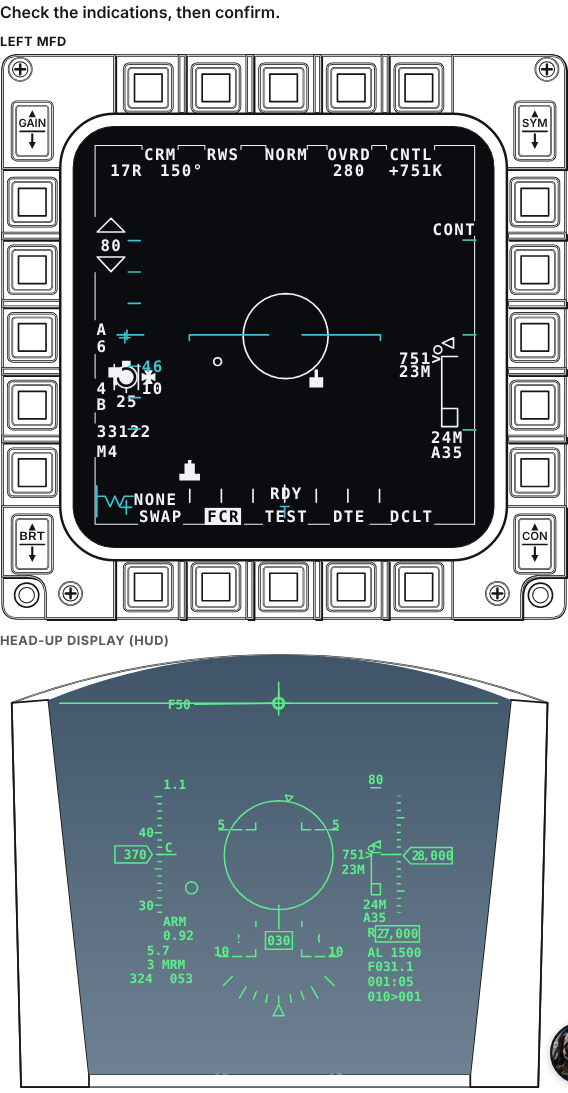 Check the indications, then confirm.
LEFT MFD
GAIN
SYM
CRM RWS NORM OVRD CNTL
17R 150° 280 +751K
CONT
80
A
6
46
751>
23M
4
10
B
25
33122
24M
M4
A35
NONE
RDY
SWAP FCR TEST DTE DCLT
BRT
CON
HEAD-UP DISPLAY (HUD)
F50
1.1
80
5
5
40
C
370
751>
28,000
23M
30
24M
ARM
A35
0.92
R27,000
030
5.7
10
10
AL 1500
3 MRM
F031.1
324 053
001:05
010>001